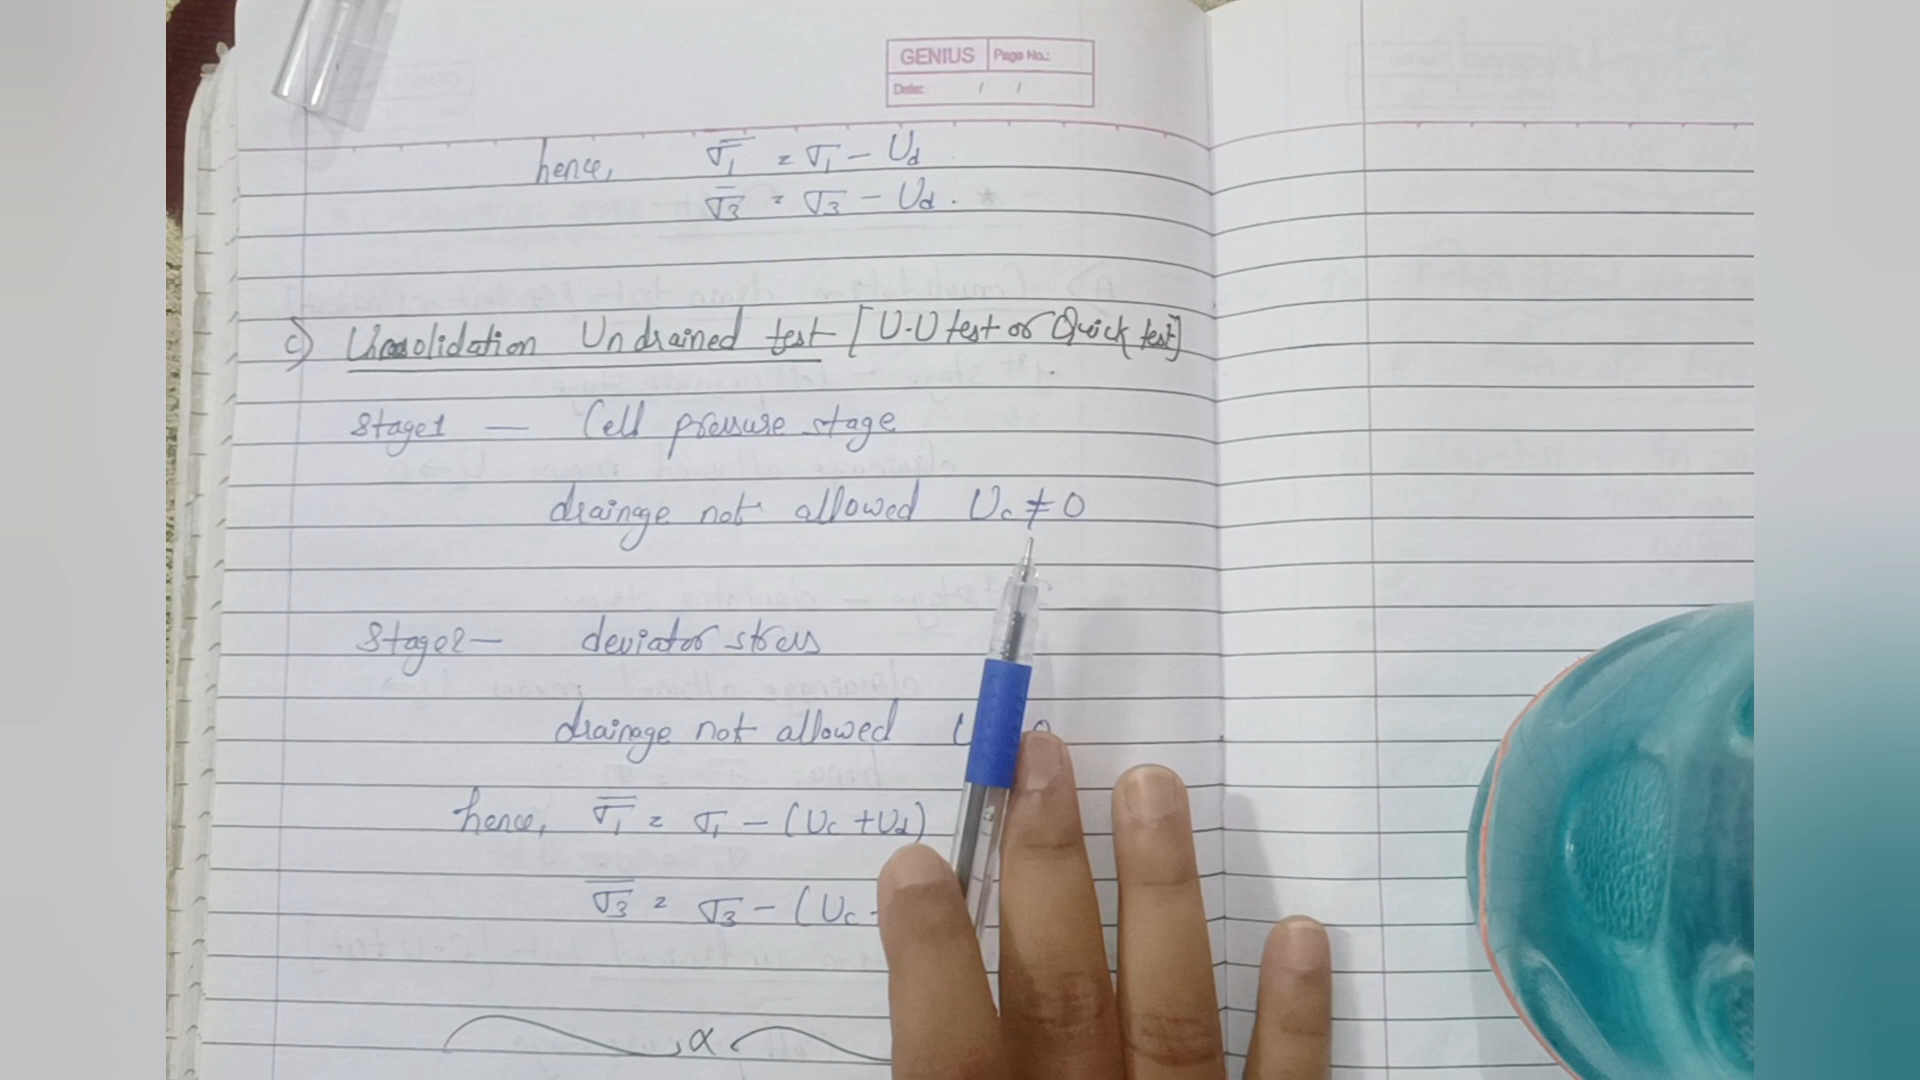 GENIUS Page No.:
Date: / /
hence, σ̅₁ = σ₁ - Ud
σ̅₃ = σ₃ - Ud.
c) Unconsolidation Undrained test [U-U test or Quick test]
Stage1 — Cell pressure stage
drainage not allowed Uc ≠ 0
Stage2 — deviator stress
drainage not allowed
hence, σ̅₁ = σ₁ - (Uc + Ud)
σ̅₃ = σ₃ - (Uc